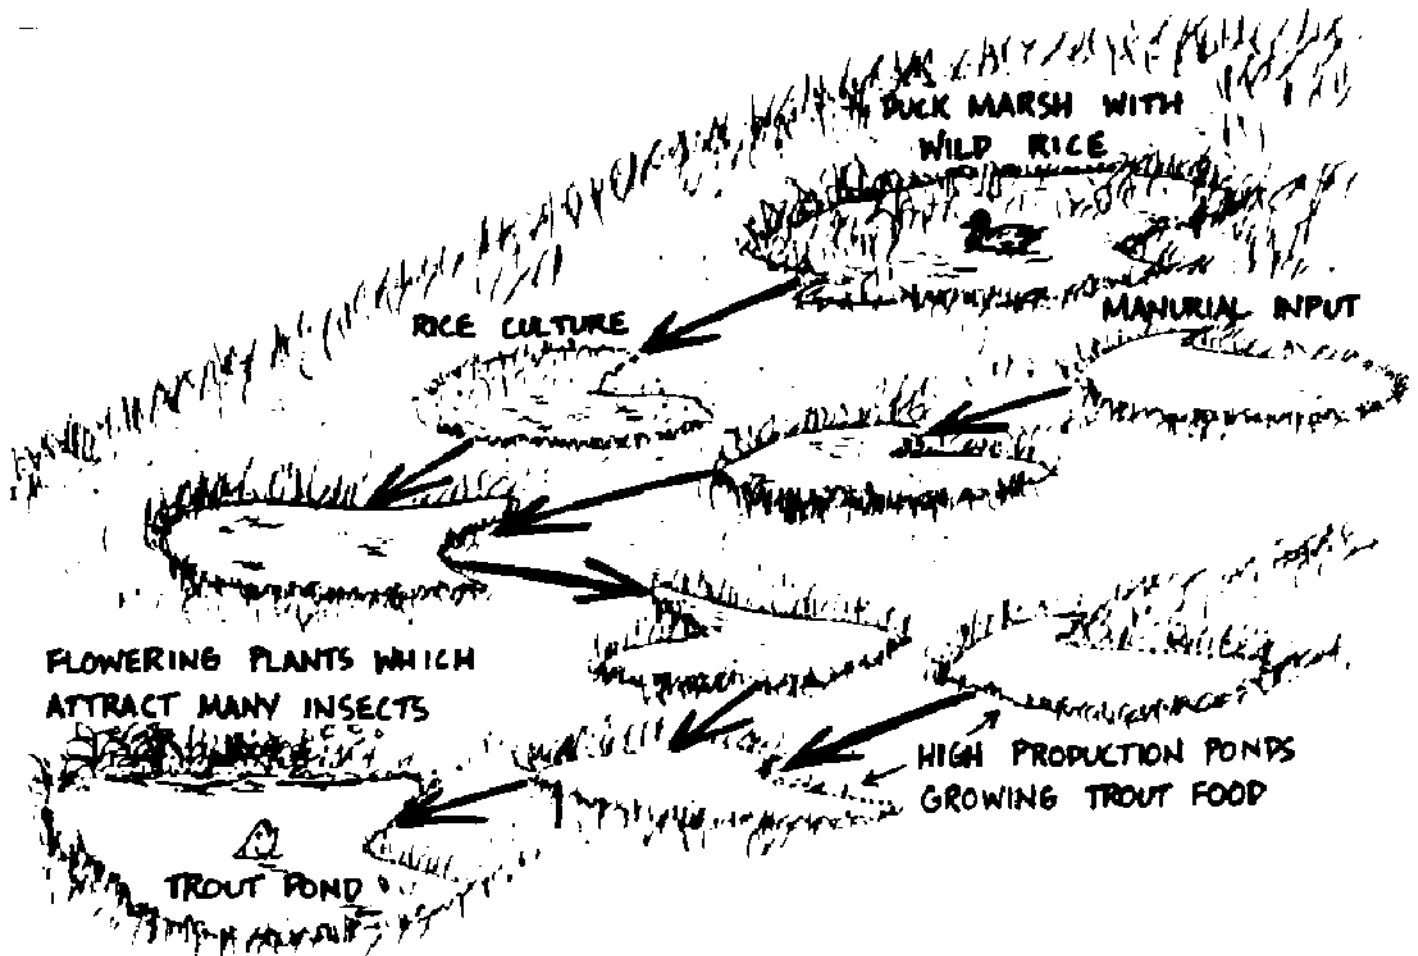 DUCK MARSH WITH
WILD RICE
MANURIAL INPUT
RICE CULTURE
FLOWERING PLANTS WHICH
ATTRACT MANY INSECTS
HIGH PRODUCTION PONDS
GROWING TROUT FOOD
TROUT POND